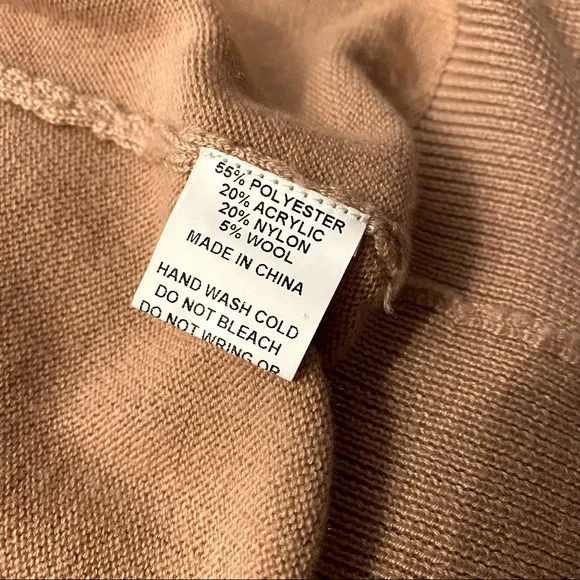 55% POLYESTER
20% ACRYLIC
20% NYLON
5% WOOL
MADE IN CHINA
HAND WASH COLD
DO NOT BLEACH
DO NOT WRING OR